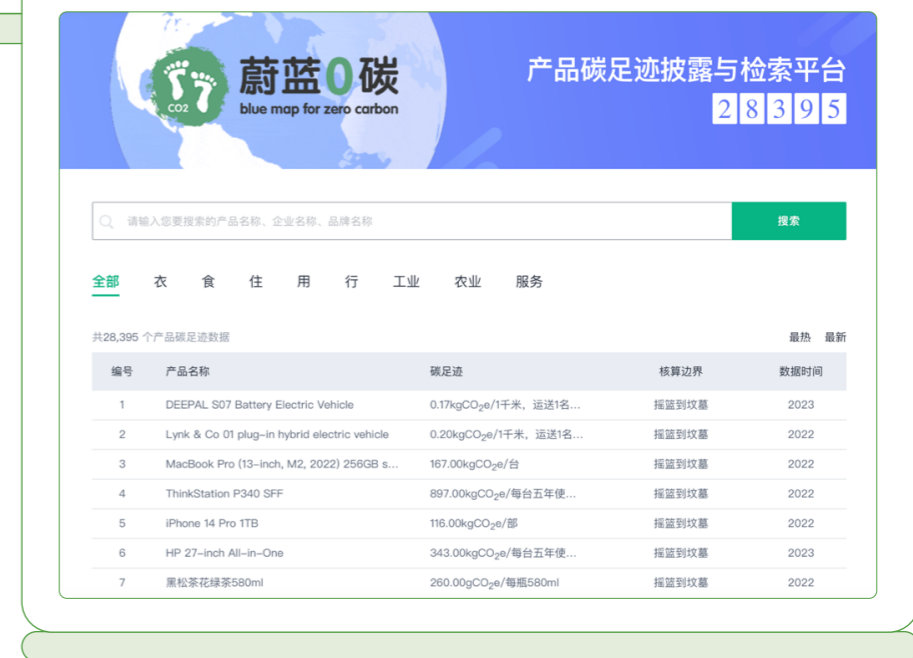 CO2
蔚蓝0碳
blue map for zero carbon
产品碳足迹披露与检索平台
28395
请输入您要搜索的产品名称、企业名称、品牌名称
搜索
全部 衣 食 住 用 行 工业 农业 服务
共28,395 个产品碳足迹数据 最热 最新
编号 产品名称 碳足迹 核算边界 数据时间
1 DEEPAL S07 Battery Electric Vehicle 0.17kgCO₂e/1千米，运送1名... 摇篮到坟墓 2023
2 Lynk & Co 01 plug-in hybrid electric vehicle 0.20kgCO₂e/1千米，运送1名... 摇篮到坟墓 2022
3 MacBook Pro (13-inch, M2, 2022) 256GB s... 167.00kgCO₂e/台 摇篮到坟墓 2022
4 ThinkStation P340 SFF 897.00kgCO₂e/每台五年使... 摇篮到坟墓 2022
5 iPhone 14 Pro 1TB 116.00kgCO₂e/部 摇篮到坟墓 2022
6 HP 27-inch All-in-One 343.00kgCO₂e/每台五年使... 摇篮到坟墓 2023
7 黑松茶花绿茶580ml 260.00gCO₂e/每瓶580ml 摇篮到坟墓 2022